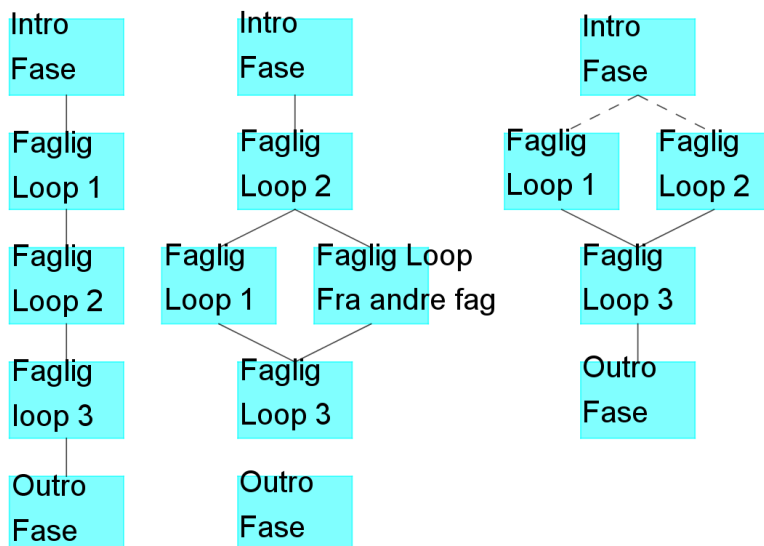 Intro
Fase
Faglig
Loop 1
Faglig
Loop 2
Faglig
loop 3
Outro
Fase
Intro
Fase
Faglig
Loop 2
Faglig
Loop 1
Faglig Loop
Fra andre fag
Faglig
Loop 3
Outro
Fase
Intro
Fase
Faglig
Loop 1
Faglig
Loop 2
Faglig
Loop 3
Outro
Fase